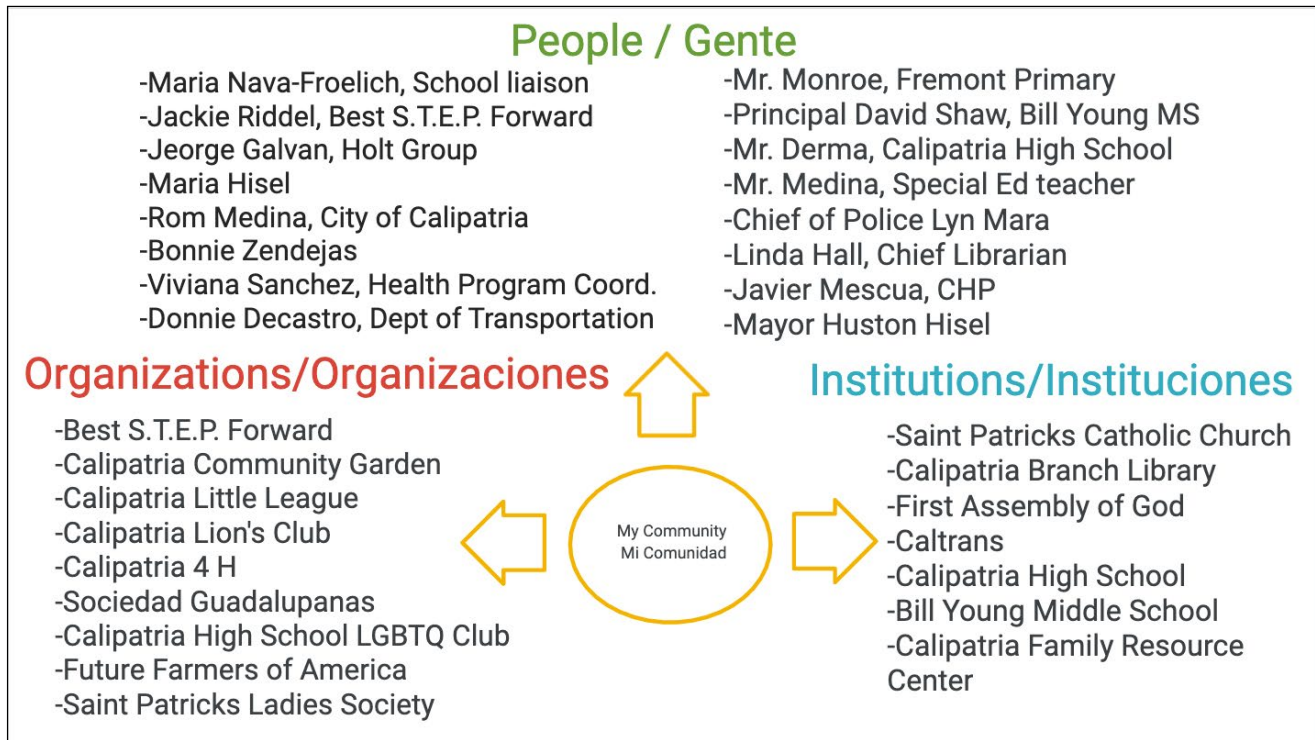 People / Gente
-Maria Nava-Froelich, School liaison
-Jackie Riddel, Best S.T.E.P. Forward
-Jeorge Galvan, Holt Group
-Maria Hisel
-Rom Medina, City of Calipatria
-Bonnie Zendejas
-Viviana Sanchez, Health Program Coord.
-Donnie Decastro, Dept of Transportation
-Mr. Monroe, Fremont Primary
-Principal David Shaw, Bill Young MS
-Mr. Derma, Calipatria High School
-Mr. Medina, Special Ed teacher
-Chief of Police Lyn Mara
-Linda Hall, Chief Librarian
-Javier Mescua, CHP
-Mayor Huston Hisel
Organizations/Organizaciones
-Best S.T.E.P. Forward
-Calipatria Community Garden
-Calipatria Little League
-Calipatria Lion's Club
-Calipatria 4 H
-Sociedad Guadalupanas
-Calipatria High School LGBTQ Club
-Future Farmers of America
-Saint Patricks Ladies Society
My Community
Mi Comunidad
Institutions/Instituciones
-Saint Patricks Catholic Church
-Calipatria Branch Library
-First Assembly of God
-Caltrans
-Calipatria High School
-Bill Young Middle School
-Calipatria Family Resource
Center